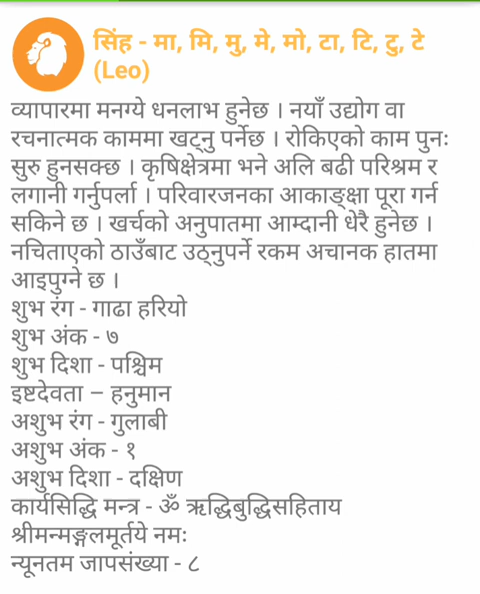 सिंह - मा, मि, मु, मे, मो, टा, टि, टु, टे
(Leo)
व्यापारमा मनग्ये धनलाभ हुनेछ । नयाँ उद्योग वा
रचनात्मक काममा खट्नु पर्नेछ । रोकिएको काम पुनः
सुरु हुनसक्छ । कृषिक्षेत्रमा भने अलि बढी परिश्रम र
लगानी गर्नुपर्ला । परिवारजनका आकाङ्क्षा पूरा गर्न
सकिने छ । खर्चको अनुपातमा आम्दानी धेरै हुनेछ ।
नचिताएको ठाउँबाट उठ्नुपर्ने रकम अचानक हातमा
आइपुग्ने छ ।
शुभ रंग - गाढा हरियो
शुभ अंक - ७
शुभ दिशा - पश्चिम
इष्टदेवता – हनुमान
अशुभ रंग - गुलाबी
अशुभ अंक - १
अशुभ दिशा - दक्षिण
कार्यसिद्धि मन्त्र - ॐ ऋद्धिबुद्धिसहिताय
श्रीमन्मङ्गलमूर्तये नमः
न्यूनतम जापसंख्या - ८